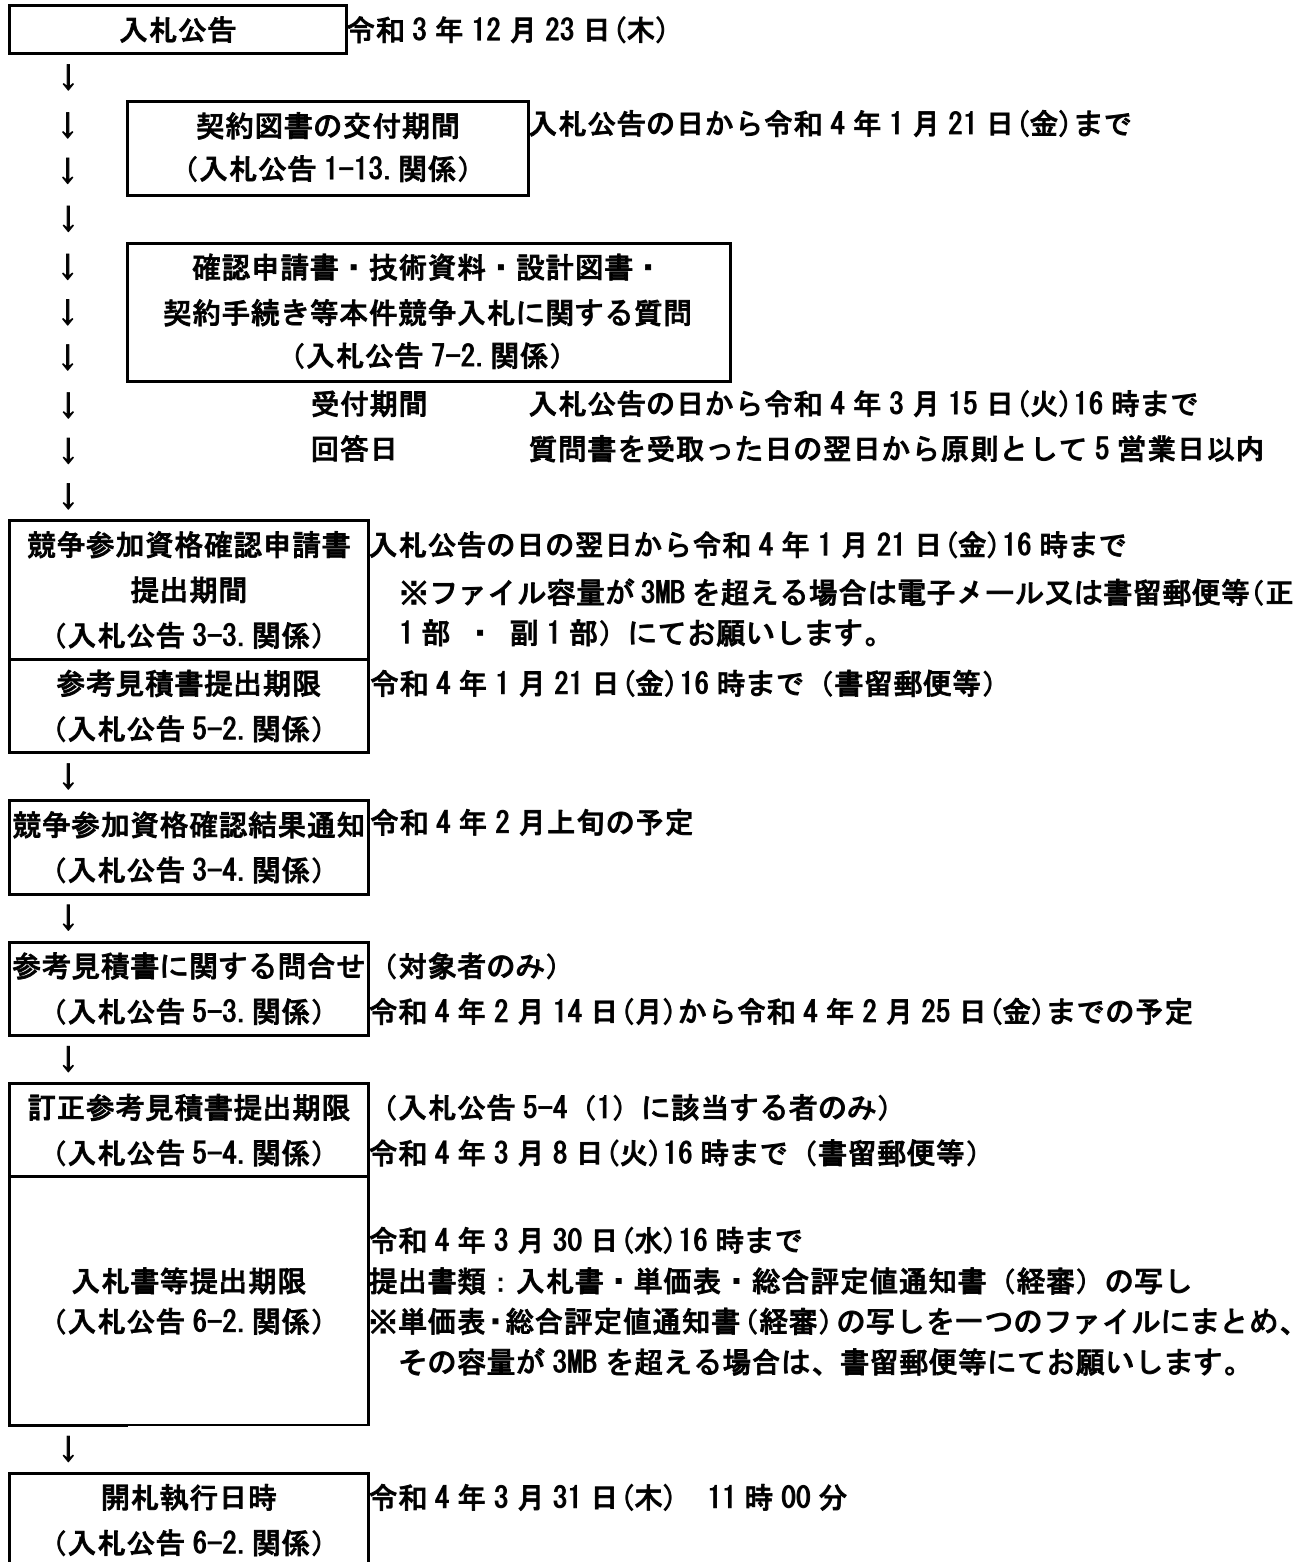 入札公告 令和3年12月23日(木)
↓
↓ 契約図書の交付期間 入札公告の日から令和4年1月21日(金)まで
↓ (入札公告1-13.関係)
↓
↓ 確認申請書・技術資料・設計図書・
↓ 契約手続き等本件競争入札に関する質問
↓ (入札公告7-2.関係)
↓ 受付期間 入札公告の日から令和4年3月15日(火)16時まで
↓ 回答日 質問書を受取った日の翌日から原則として5営業日以内
↓
競争参加資格確認申請書 入札公告の日の翌日から令和4年1月21日(金)16時まで
提出期間 ※ファイル容量が3MBを超える場合は電子メール又は書留郵便等(正
(入札公告3-3.関係) 1部 ・ 副1部)にてお願いします。
参考見積書提出期限 令和4年1月21日(金)16時まで(書留郵便等)
(入札公告5-2.関係)
↓
競争参加資格確認結果通知 令和4年2月上旬の予定
(入札公告3-4.関係)
↓
参考見積書に関する問合せ (対象者のみ)
(入札公告5-3.関係) 令和4年2月14日(月)から令和4年2月25日(金)までの予定
↓
訂正参考見積書提出期限 (入札公告5-4(1)に該当する者のみ)
(入札公告5-4.関係) 令和4年3月8日(火)16時まで(書留郵便等)
令和4年3月30日(水)16時まで
入札書等提出期限 提出書類:入札書・単価表・総合評定値通知書(経審)の写し
(入札公告6-2.関係) ※単価表・総合評定値通知書(経審)の写しを一つのファイルにまとめ、
その容量が3MBを超える場合は、書留郵便等にてお願いします。
↓
開札執行日時 令和4年3月31日(木) 11時00分
(入札公告6-2.関係)